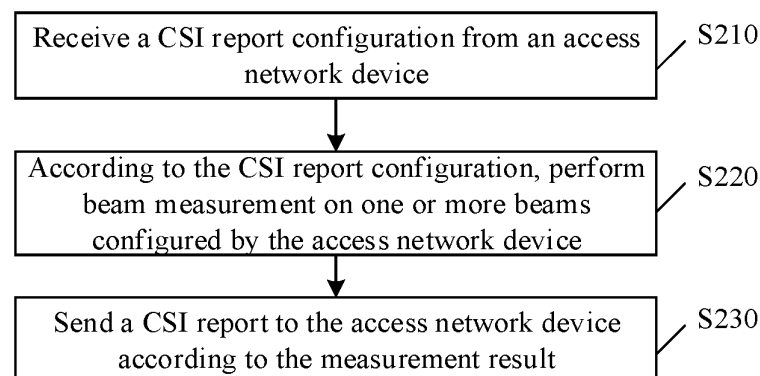 Receive a CSI report configuration from an access
network device
S210
According to the CSI report configuration, perform
beam measurement on one or more beams
configured by the access network device
S220
Send a CSI report to the access network device
according to the measurement result
S230